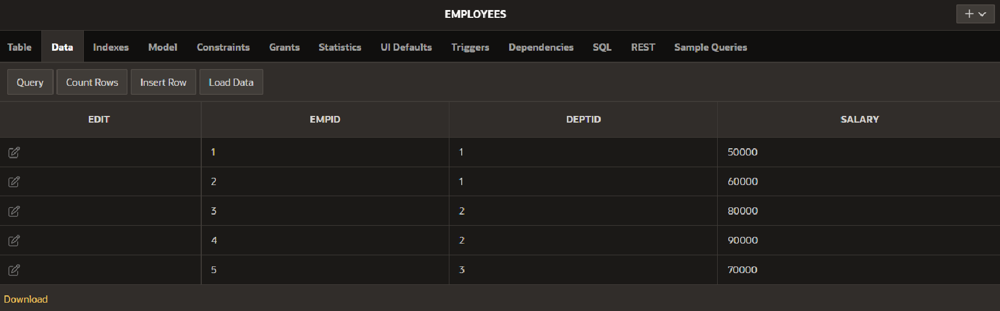 EMPLOYEES
Table Data Indexes Model Constraints Grants Statistics UI Defaults Triggers Dependencies SQL REST Sample Queries
Query Count Rows Insert Row Load Data
EDIT EMPID DEPTID SALARY
1 1 50000
2 1 60000
3 2 80000
4 2 90000
5 3 70000
Download